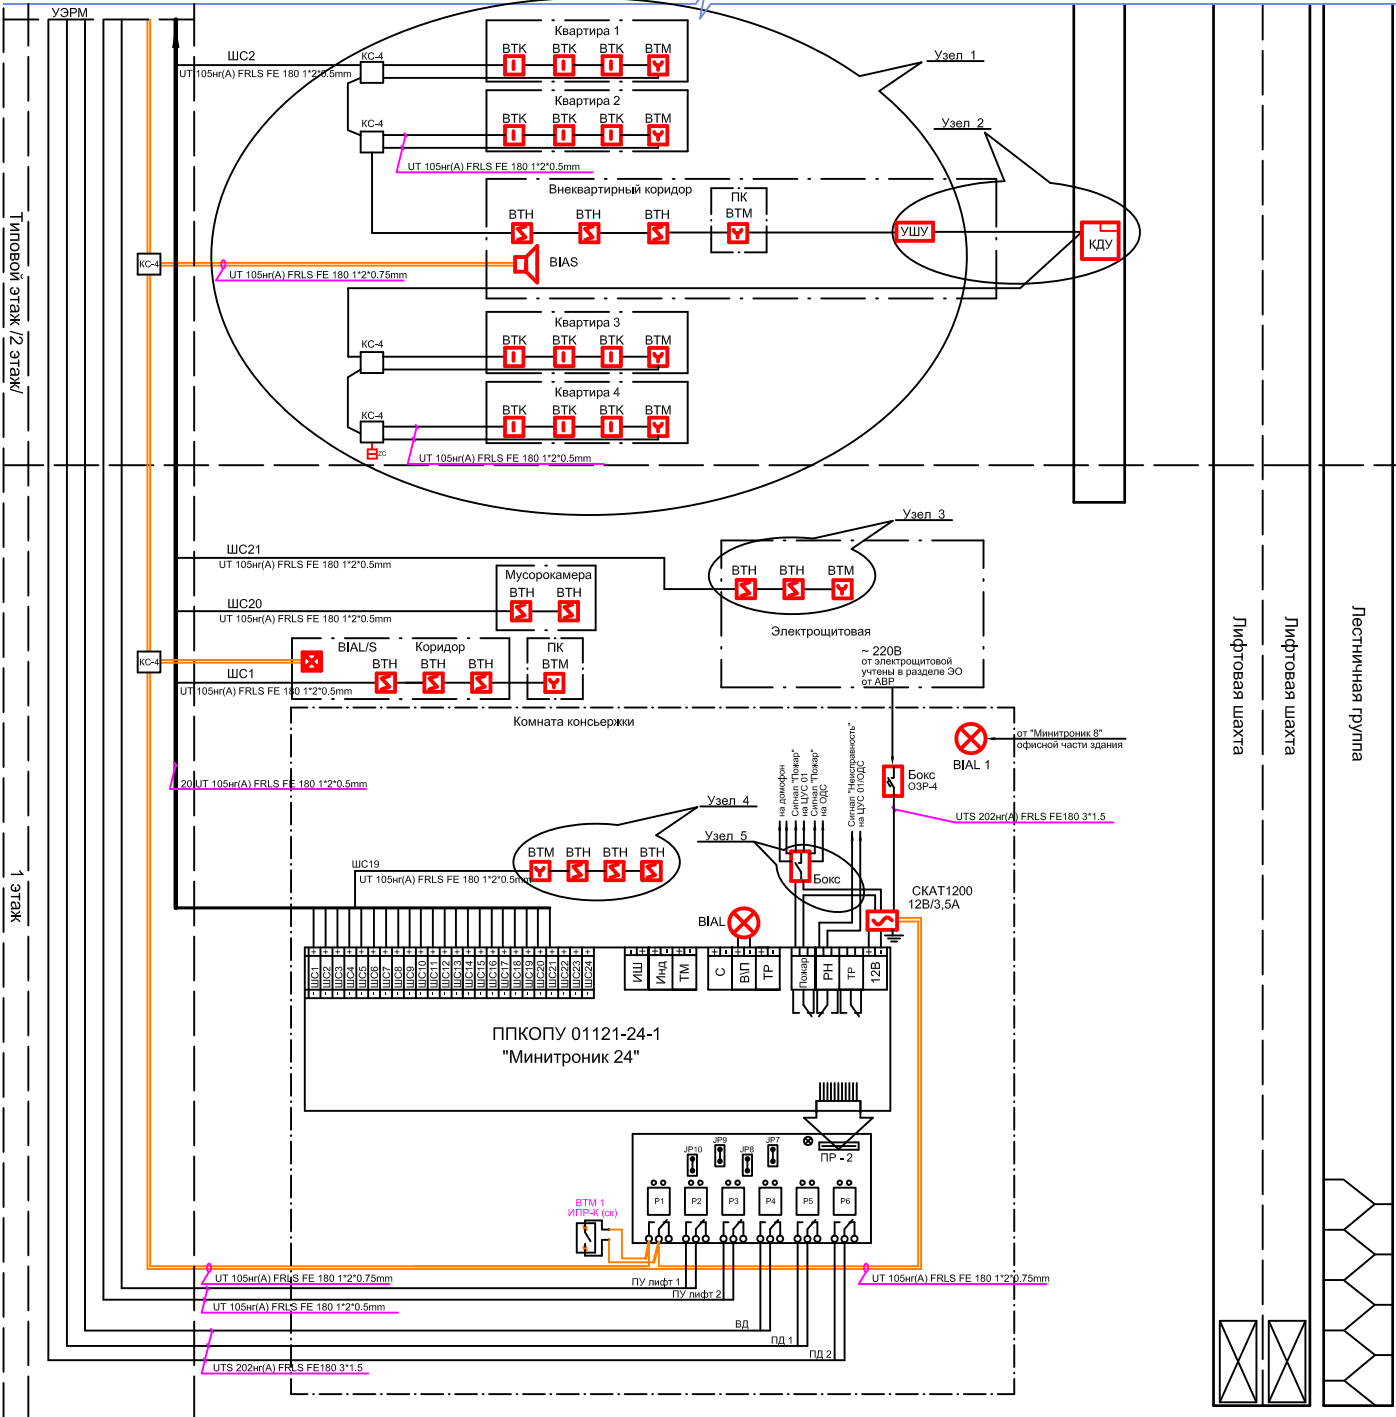 УЭРМ
ШС2
UT 105нг(A) FRLS FE 180 1*2*0.5mm
КС-4
Квартира 1
ВТК ВТК ВТК ВТМ
Узел 1
КС-4
Квартира 2
ВТК ВТК ВТК ВТМ
UT 105нг(A) FRLS FE 180 1*2*0.5mm
Узел 2
Внеквартирный коридор
ПК
ВТН ВТН ВТН ВТМ
УШУ
КДУ
КС-4
UT 105нг(A) FRLS FE 180 1*2*0.75mm
BIAS
Типовой этаж /2 этаж/
КС-4
Квартира 3
ВТК ВТК ВТК ВТМ
КС-4
Квартира 4
ВТК ВТК ВТК ВТМ
ZC
UT 105нг(A) FRLS FE 180 1*2*0.5mm
Узел 3
ШС21
UT 105нг(A) FRLS FE 180 1*2*0.5mm
ВТН ВТН ВТМ
Электрощитовая
Мусорокамера
ВТН ВТН
ШС20
UT 105нг(A) FRLS FE 180 1*2*0.5mm
КС-4
BIAL/S
Коридор
ПК
ВТН ВТН ВТН ВТМ
ШС1
UT 105нг(A) FRLS FE 180 1*2*0.5mm
~ 220В
от электрощитовой
учтены в разделе ЭО
от АВР
Лифтовая шахта
Лифтовая шахта
Лестничная группа
Комната консьержки
BIAL 1
от "Минитроник 8"
офисной части здания
20 UT 105нг(A) FRLS FE 180 1*2*0.5mm
Бокс
ОЗР-4
UTS 202нг(A) FRLS FE180 3*1.5
на домофон
Сигнал "Пожар"
на ЦУС 01
Сигнал "Пожар"
на ОДС
Сигнал "Неисправность"
на ЦУС 01/ОДС
Узел 4
Узел 5
ШС19
UT 105нг(A) FRLS FE 180 1*2*0.5mm
ВТМ ВТН ВТН ВТН
Бокс
СКАТ1200
12В/3,5А
BIAL
1 этаж
+ - ШС1 ШС2 ШС3 ШС4 ШС5 ШС6 ШС7 ШС8 ШС9 ШС10 ШС11 ШС12 ШС13 ШС14 ШС15 ШС16 ШС17 ШС18 ШС19 ШС20 ШС21 ШС22 ШС23 ШС24
ИШ Инд ТМ
С В\П ТР
Пожар РН ТР 12В
ППКОПУ 01121-24-1
"Минитроник 24"
JP10 JP9 JP8 JP7
ПР - 2
P1 P2 P3 P4 P5 P6
ВТМ 1
ИПР-К (ск)
UT 105нг(A) FRLS FE 180 1*2*0.75mm
ПУ лифт 1
UT 105нг(A) FRLS FE 180 1*2*0.75mm
ПУ лифт 2
UT 105нг(A) FRLS FE 180 1*2*0.5mm
ВД
ПД 1
ПД 2
UTS 202нг(A) FRLS FE180 3*1.5